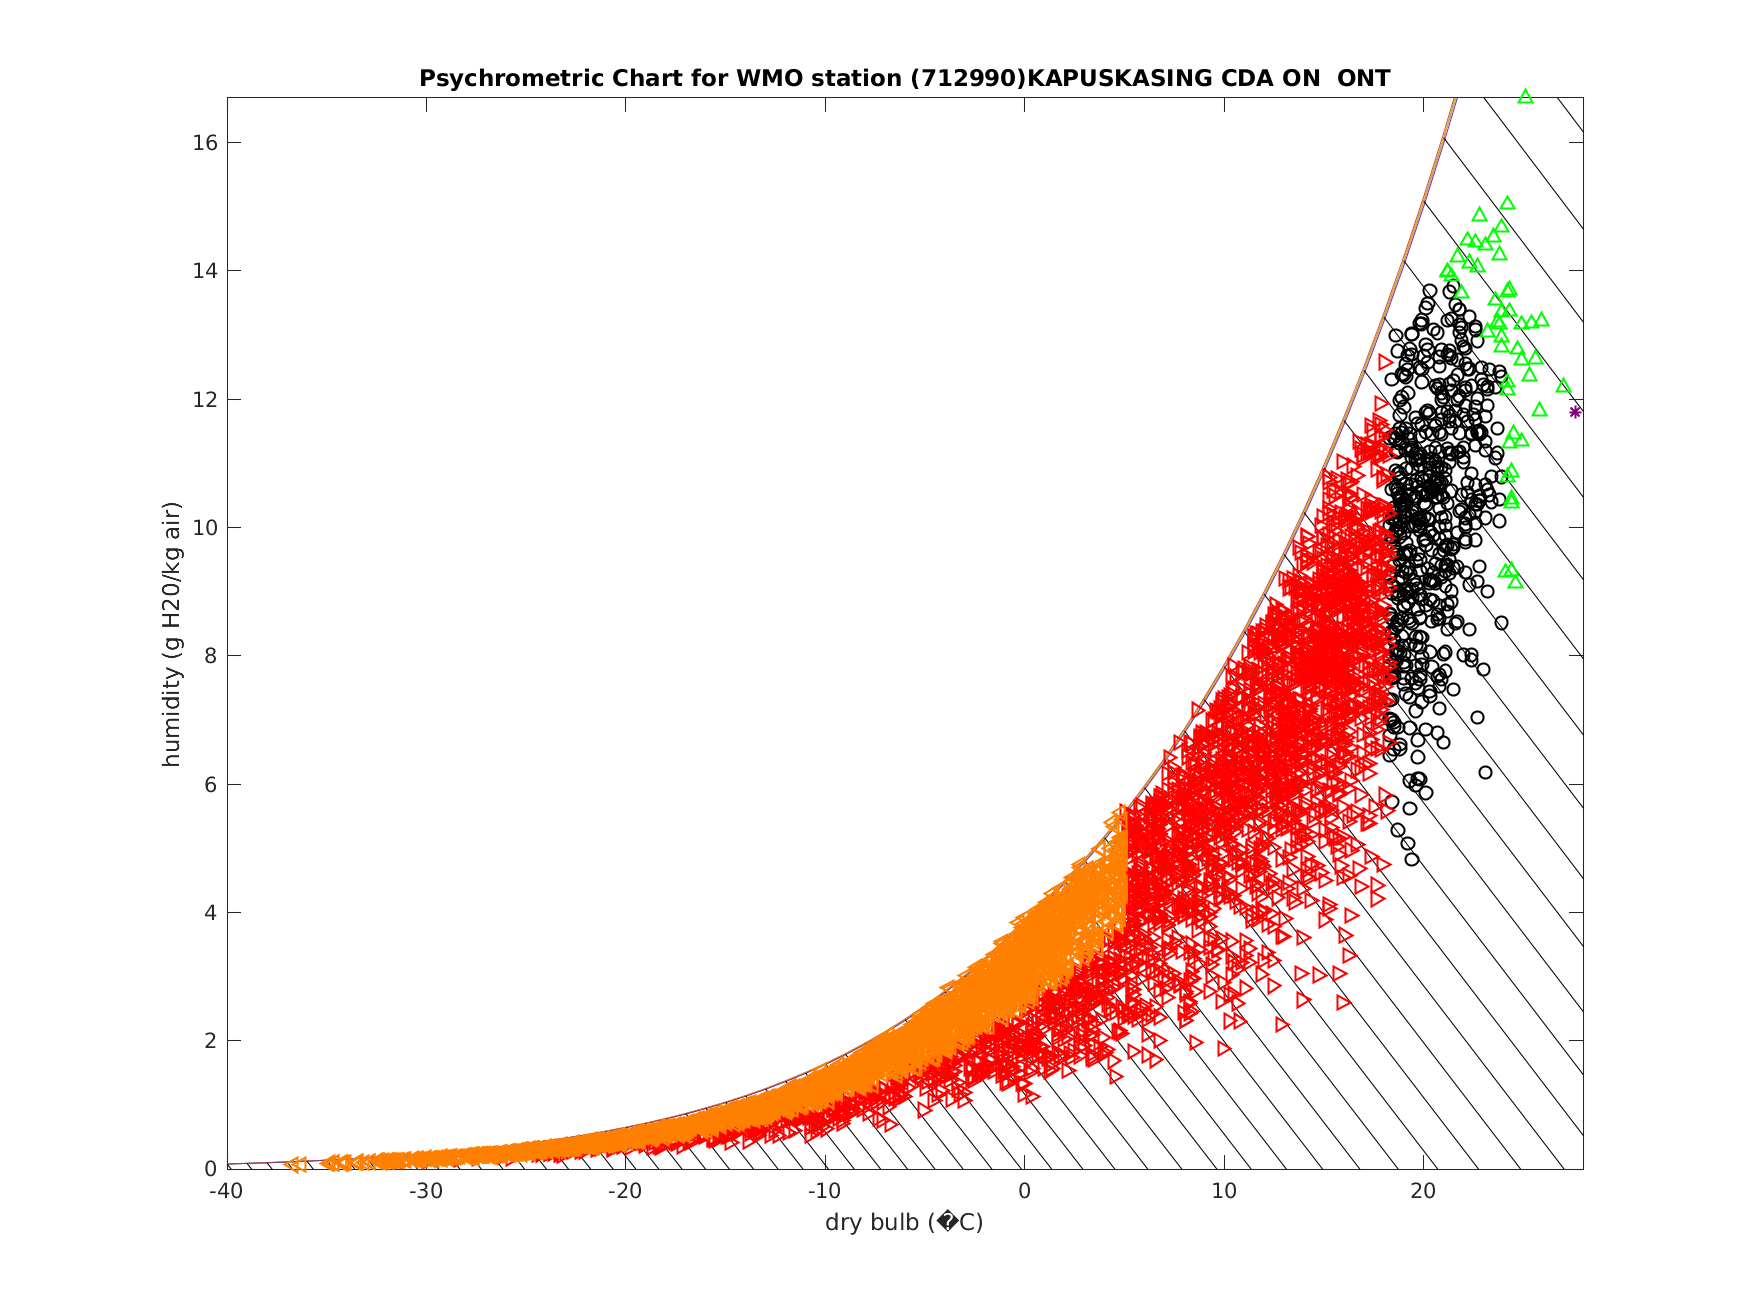 Psychrometric Chart for WMO station (712990)KAPUSKASING CDA ON  ONT
humidity (g H20/kg air)
16
14
12
10
8
6
4
2
0
-40 -30 -20 -10 0 10 20
dry bulb (�C)